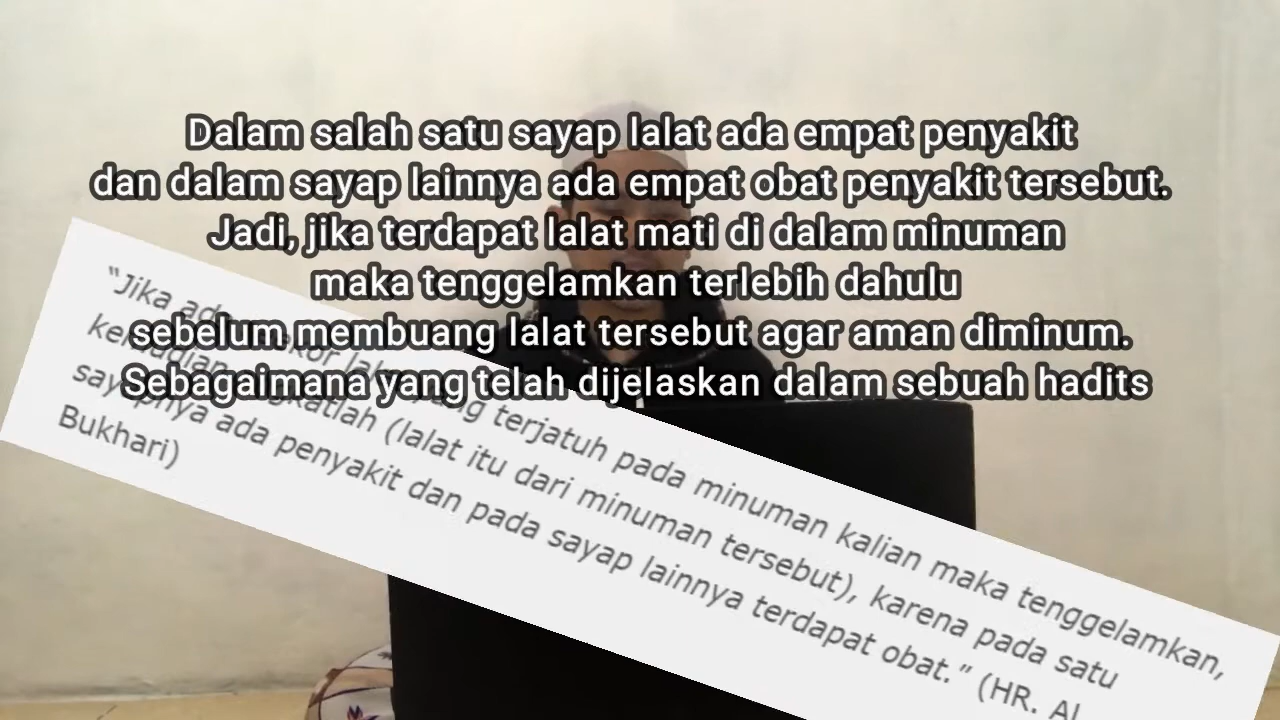 Dalam salah satu sayap lalat ada empat penyakit
dan dalam sayap lainnya ada empat obat penyakit tersebut.
Jadi, jika terdapat lalat mati di dalam minuman
maka tenggelamkan terlebih dahulu
sebelum membuang lalat tersebut agar aman diminum.
Sebagaimana yang telah dijelaskan dalam sebuah hadits
“Jika terjatuh pada minuman kalian maka tenggelamkan,
(lalat itu dari minuman tersebut), karena pada satu
sayapnya ada penyakit dan pada sayap lainnya terdapat obat.” (HR. Al
Bukhari)